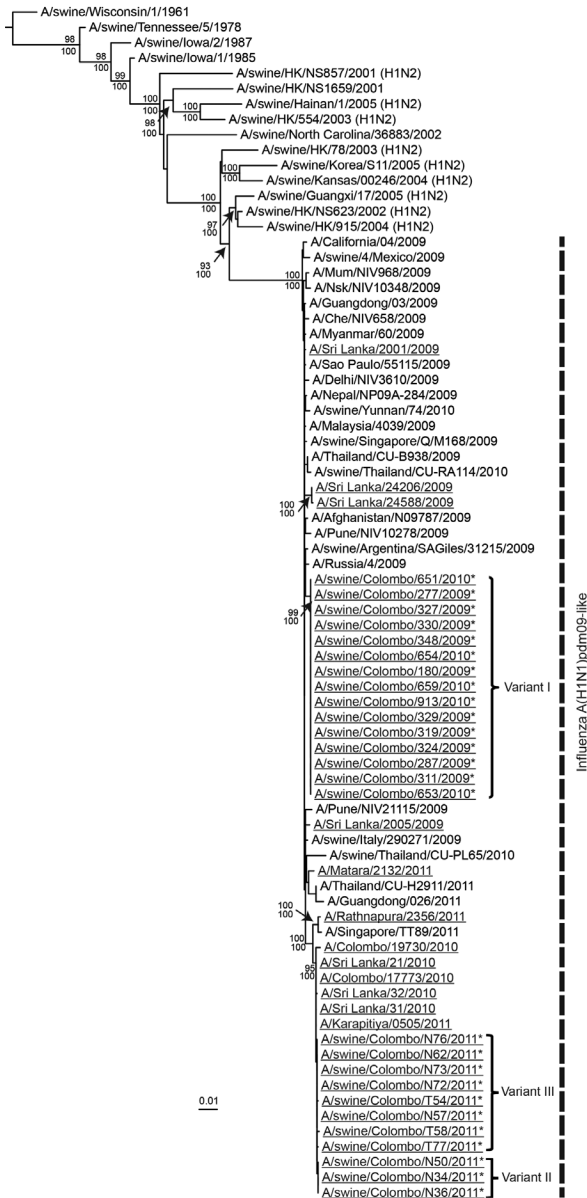 A/swine/Wisconsin/1/1961
A/swine/Tennessee/5/1978
98
100
A/swine/Iowa/2/1987
98
100
A/swine/Iowa/1/1985
99
100
A/swine/HK/NS857/2001 (H1N2)
A/swine/HK/NS1659/2001
100
100
A/swine/Hainan/1/2005 (H1N2)
100
100
A/swine/HK/554/2003 (H1N2)
98
100
A/swine/North Carolina/36883/2002
A/swine/HK/78/2003 (H1N2)
A/swine/Korea/S11/2005 (H1N2)
100
100
A/swine/Kansas/00246/2004 (H1N2)
A/swine/Guangxi/17/2005 (H1N2)
100
100
A/swine/HK/NS623/2002 (H1N2)
A/swine/HK/915/2004 (H1N2)
97
100
A/California/04/2009
A/swine/4/Mexico/2009
93
100
A/Mum/NIV968/2009
100
100
A/Nsk/NIV10348/2009
A/Guangdong/03/2009
A/Che/NIV658/2009
A/Myanmar/60/2009
A/Sri Lanka/2001/2009
A/Sao Paulo/55115/2009
A/Delhi/NIV3610/2009
A/Nepal/NP09A-284/2009
A/swine/Yunnan/74/2010
A/Malaysia/4039/2009
A/swine/Singapore/Q/M168/2009
A/Thailand/CU-B938/2009
A/swine/Thailand/CU-RA114/2010
A/Sri Lanka/24206/2009
A/Sri Lanka/24588/2009
100
100
A/Afghanistan/N09787/2009
A/Pune/NIV10278/2009
A/swine/Argentina/SAGiles/31215/2009
A/Russia/4/2009
A/swine/Colombo/651/2010*
A/swine/Colombo/277/2009*
A/swine/Colombo/327/2009*
99
100
A/swine/Colombo/330/2009*
A/swine/Colombo/348/2009*
A/swine/Colombo/654/2010*
A/swine/Colombo/180/2009*
A/swine/Colombo/659/2010*
Variant I
A/swine/Colombo/913/2010*
A/swine/Colombo/329/2009*
A/swine/Colombo/319/2009*
A/swine/Colombo/324/2009*
A/swine/Colombo/287/2009*
A/swine/Colombo/311/2009*
A/swine/Colombo/653/2010*
Influenza A(H1N1)pdm09-like
A/Pune/NIV21115/2009
A/Sri Lanka/2005/2009
A/swine/Italy/290271/2009
A/swine/Thailand/CU-PL65/2010
A/Matara/2132/2011
A/Thailand/CU-H2911/2011
A/Guangdong/026/2011
100
100
A/Rathnapura/2356/2011
A/Singapore/TT89/2011
100
100
A/Colombo/19730/2010
A/Sri Lanka/21/2010
95
100
A/Colombo/17773/2010
A/Sri Lanka/32/2010
A/Sri Lanka/31/2010
A/Karapitiya/0505/2011
A/swine/Colombo/N76/2011*
A/swine/Colombo/N62/2011*
A/swine/Colombo/N73/2011*
A/swine/Colombo/N72/2011*
Variant III
A/swine/Colombo/T54/2011*
A/swine/Colombo/N57/2011*
A/swine/Colombo/T58/2011*
A/swine/Colombo/T77/2011*
A/swine/Colombo/N50/2011*
A/swine/Colombo/N34/2011*
Variant II
A/swine/Colombo/N36/2011*
0.01